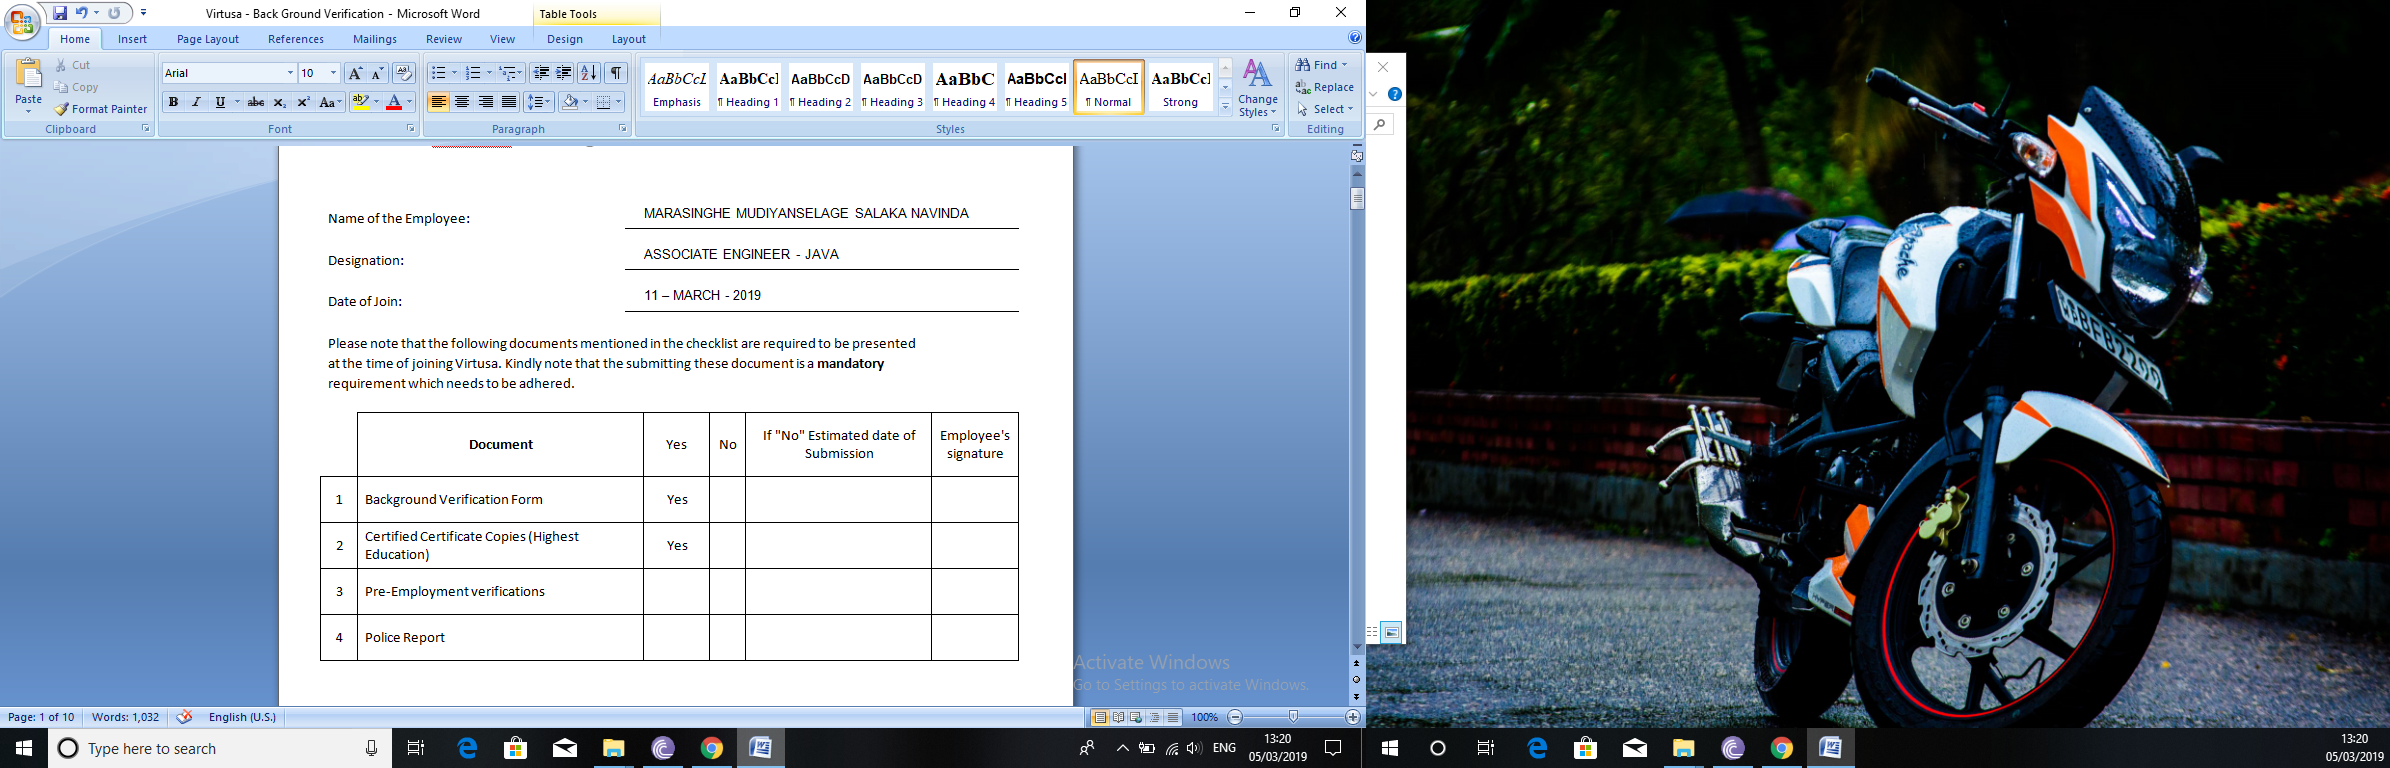 Virtusa - Back Ground Verification - Microsoft Word
Table Tools
Home Insert Page Layout References Mailings Review View Design Layout
Paste
Cut
Copy
Format Painter
Clipboard
Arial 10
B I U abc x₂ x² Aa
Font
Paragraph
AaBbCcI AaBbCcI AaBbCcD AaBbCcD AaBbC AaBbCcI AaBbCcI AaBbCcI
Emphasis ¶ Heading 1 ¶ Heading 2 ¶ Heading 3 ¶ Heading 4 ¶ Heading 5 ¶ Normal Strong
Change
Styles
Styles
Find
Replace
Select
Editing
Name of the Employee: MARASINGHE MUDIYANSELAGE SALAKA NAVINDA
Designation: ASSOCIATE ENGINEER - JAVA
Date of Join: 11 – MARCH - 2019
Please note that the following documents mentioned in the checklist are required to be presented
at the time of joining Virtusa. Kindly note that the submitting these document is a mandatory
requirement which needs to be adhered.
Document Yes No If "No" Estimated date of Submission Employee's signature
1 Background Verification Form Yes
2 Certified Certificate Copies (Highest Education) Yes
3 Pre-Employment verifications
4 Police Report
Activate Windows
Go to Settings to activate Windows.
Page: 1 of 10 Words: 1,032 English (U.S.) 100%
Type here to search
ENG
13:20
05/03/2019
Apache
BFB2299
13:20
05/03/2019